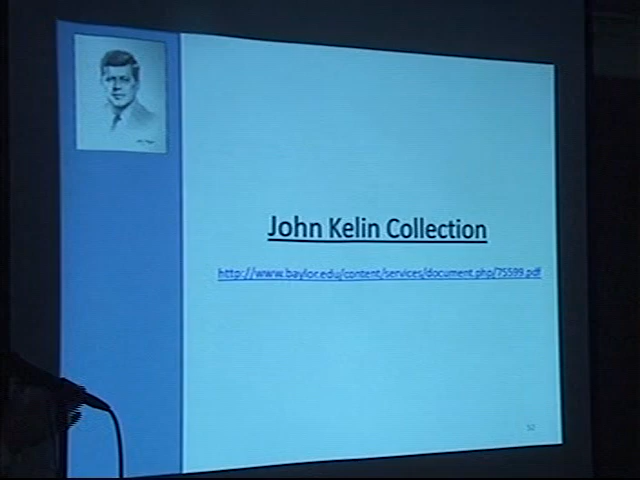 John Kelin Collection
http://www.baylor.edu/content/services/document.php/75599.pdf